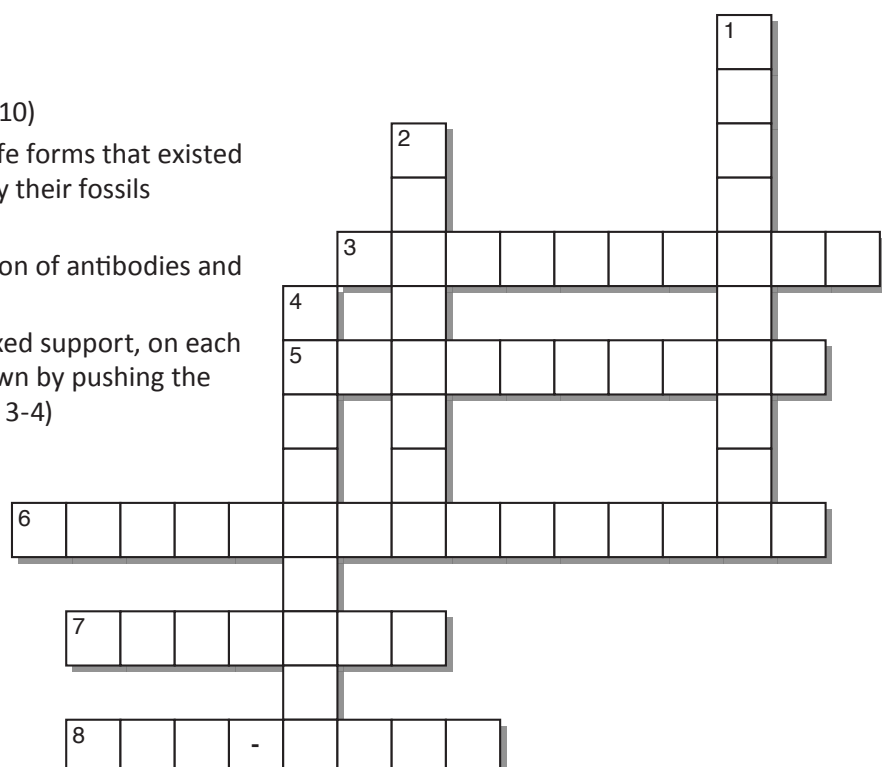 10)
fe forms that existed
y their fossils
on of antibodies and
xed support, on each
wn by pushing the
3-4)
1
2
3
4
5
6
7
8
-